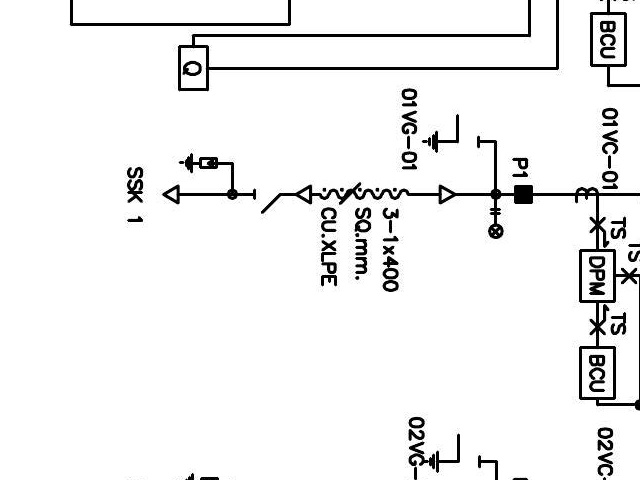 BCU
Q
01VG-01
01VC-01
P1
SSK 1
3-1x400
SQ.mm.
CU.XLPE
TS
TS
DPM
TS
BCU
02VG-
02VC-